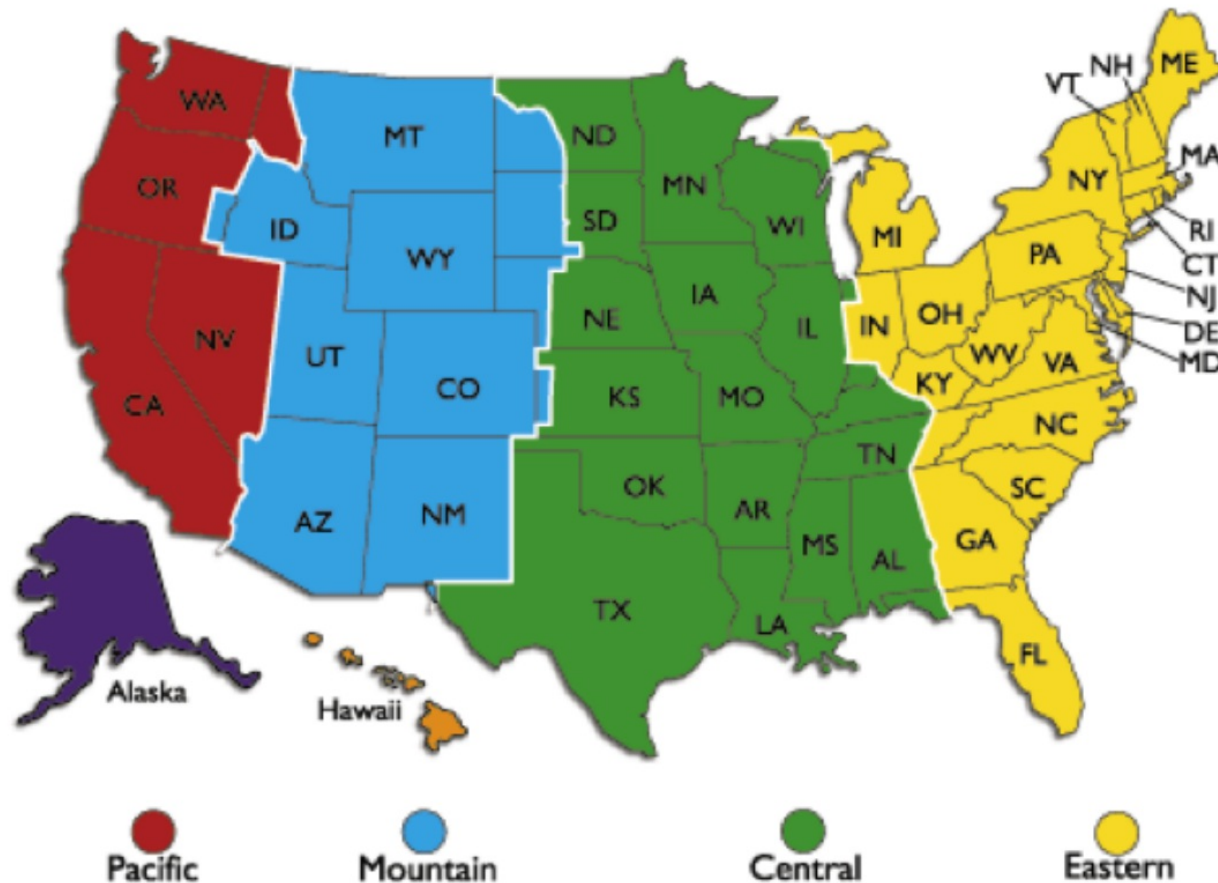 ME
NH
VT
WA
MT
ND
MA
OR
MN
NY
ID
SD
WI
RI
MI
WY
PA
CT
IA
NJ
NE
OH
IL
IN
DE
NV
UT
WV
MD
VA
CO
KY
CA
KS
MO
NC
TN
OK
SC
AZ
NM
AR
GA
MS
AL
TX
LA
FL
Alaska
Hawaii
Pacific
Mountain
Central
Eastern